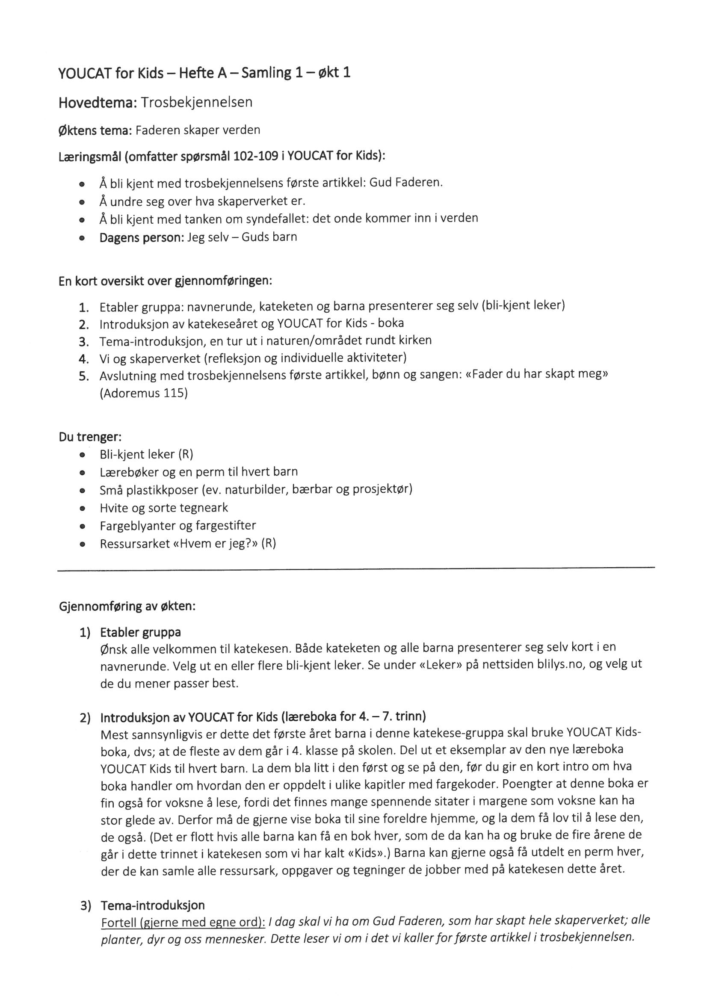 YOUCAT for Kids – Hefte A – Samling 1 – økt 1
Hovedtema: Trosbekjennelsen
Øktens tema: Faderen skaper verden
Læringsmål (omfatter spørsmål 102-109 i YOUCAT for Kids):
• Å bli kjent med trosbekjennelsens første artikkel: Gud Faderen.
• Å undre seg over hva skaperverket er.
• Å bli kjent med tanken om syndefallet: det onde kommer inn i verden
• Dagens person: Jeg selv – Guds barn
En kort oversikt over gjennomføringen:
1. Etabler gruppa: navnerunde, kateketen og barna presenterer seg selv (bli-kjent leker)
2. Introduksjon av katekeseåret og YOUCAT for Kids - boka
3. Tema-introduksjon, en tur ut i naturen/området rundt kirken
4. Vi og skaperverket (refleksjon og individuelle aktiviteter)
5. Avslutning med trosbekjennelsens første artikkel, bønn og sangen: «Fader du har skapt meg»
(Adoremus 115)
Du trenger:
• Bli-kjent leker (R)
• Lærebøker og en perm til hvert barn
• Små plastikkposer (ev. naturbilder, bærbar og prosjektør)
• Hvite og sorte tegneark
• Fargeblyanter og fargestifter
• Ressursarket «Hvem er jeg?» (R)
Gjennomføring av økten:
1) Etabler gruppa
Ønsk alle velkommen til katekesen. Både kateketen og alle barna presenterer seg selv kort i en
navnerunde. Velg ut en eller flere bli-kjent leker. Se under «Leker» på nettsiden blilys.no, og velg ut
de du mener passer best.
2) Introduksjon av YOUCAT for Kids (læreboka for 4. – 7. trinn)
Mest sannsynligvis er dette det første året barna i denne katekese-gruppa skal bruke YOUCAT Kids-
boka, dvs; at de fleste av dem går i 4. klasse på skolen. Del ut et eksemplar av den nye læreboka
YOUCAT Kids til hvert barn. La dem bla litt i den først og se på den, før du gir en kort intro om hva
boka handler om hvordan den er oppdelt i ulike kapitler med fargekoder. Poengter at denne boka er
fin også for voksne å lese, fordi det finnes mange spennende sitater i margene som voksne kan ha
stor glede av. Derfor må de gjerne vise boka til sine foreldre hjemme, og la dem få lov til å lese den,
de også. (Det er flott hvis alle barna kan få en bok hver, som de da kan ha og bruke de fire årene de
går i dette trinnet i katekesen som vi har kalt «Kids».) Barna kan gjerne også få utdelt en perm hver,
der de kan samle alle ressursark, oppgaver og tegninger de jobber med på katekesen dette året.
3) Tema-introduksjon
Fortell (gjerne med egne ord): I dag skal vi ha om Gud Faderen, som har skapt hele skaperverket; alle
planter, dyr og oss mennesker. Dette leser vi om i det vi kaller for første artikkel i trosbekjennelsen.